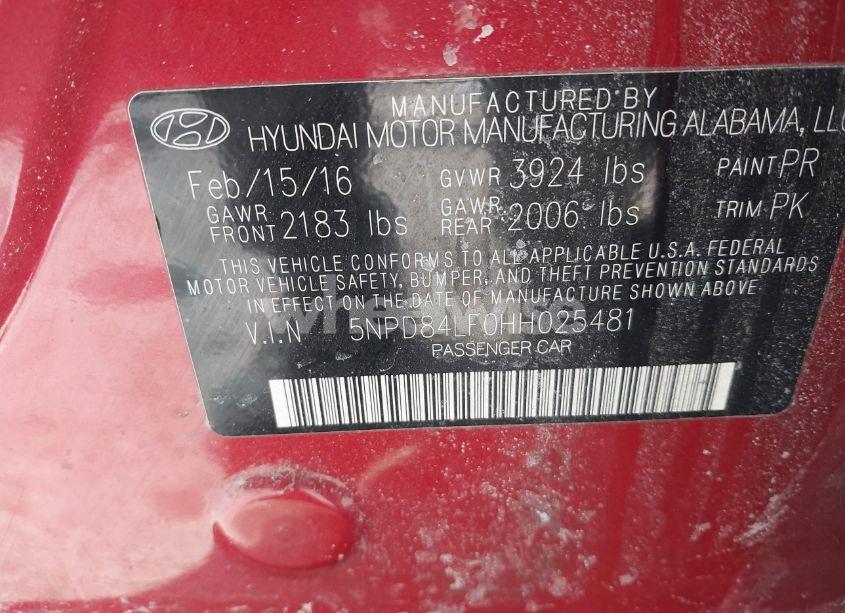 MANUFACTURED BY
HYUNDAI MOTOR MANUFACTURING ALABAMA, LLC
Feb/15/16 GVWR 3924 lbs PAINT PR
GAWR FRONT 2183 lbs GAWR REAR 2006 lbs TRIM PK
THIS VEHICLE CONFORMS TO ALL APPLICABLE U.S.A. FEDERAL
MOTOR VEHICLE SAFETY, BUMPER, AND THEFT PREVENTION STANDARDS
IN EFFECT ON THE DATE OF MANUFACTURE SHOWN ABOVE.
V.I.N 5NPD84LF0HH025481
PASSENGER CAR